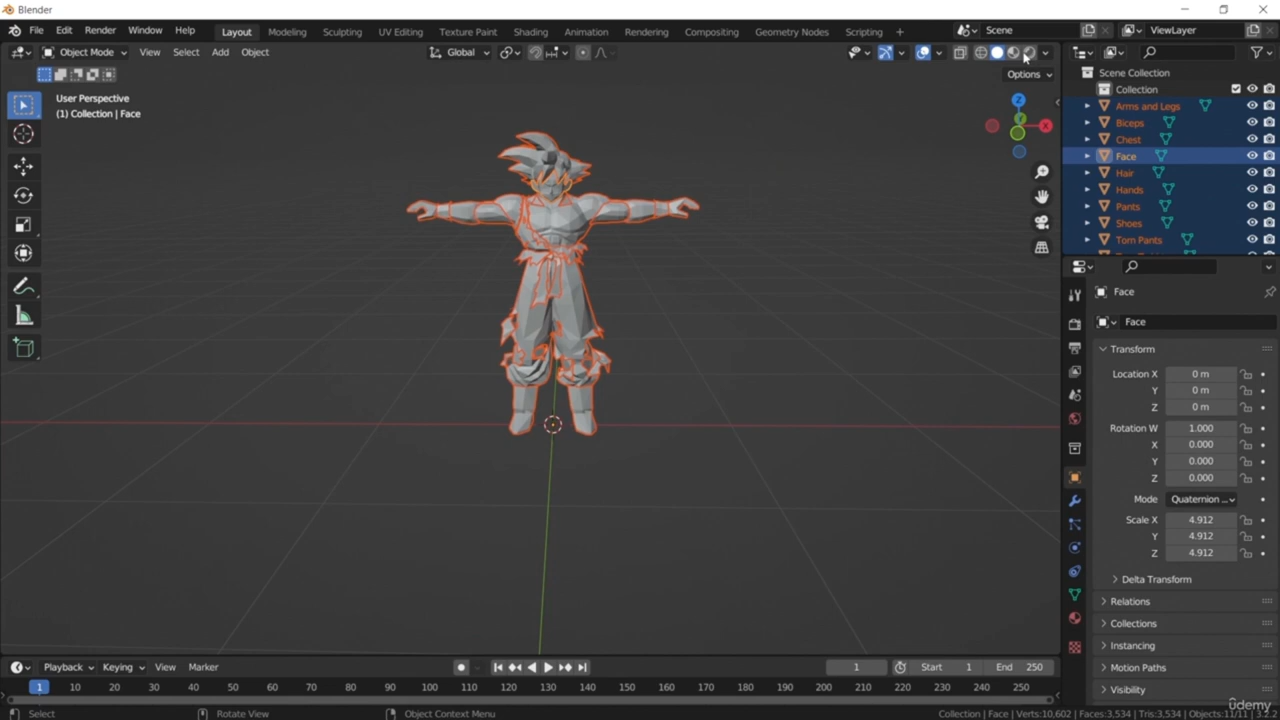 Blender
File Edit Render Window Help Layout Modeling Sculpting UV Editing Texture Paint Shading Animation Rendering Compositing Geometry Nodes Scripting + Scene ViewLayer
Object Mode View Select Add Object Global
Options
User Perspective
(1) Collection | Face
Z
Y
X
Scene Collection
Collection
Arms and Legs
Biceps
Chest
Face
Hair
Hands
Pants
Shoes
Torn Pants
Face
Face
Transform
Location X 0 m
Y 0 m
Z 0 m
Rotation W 1.000
X 0.000
Y 0.000
Z 0.000
Mode Quaternion ...
Scale X 4.912
Y 4.912
Z 4.912
Delta Transform
Relations
Collections
Instancing
Motion Paths
Visibility
Playback Keying View Marker 1 Start 1 End 250
1 10 20 30 40 50 60 70 80 90 100 110 120 130 140 150 160 170 180 190 200 210 220 230 240 250
Select Rotate View Object Context Menu Collection | Face | Verts:10,602 | Faces:3,534 | Tris:3,534 | Objects:11/11 | 3.2.2
ûdemy